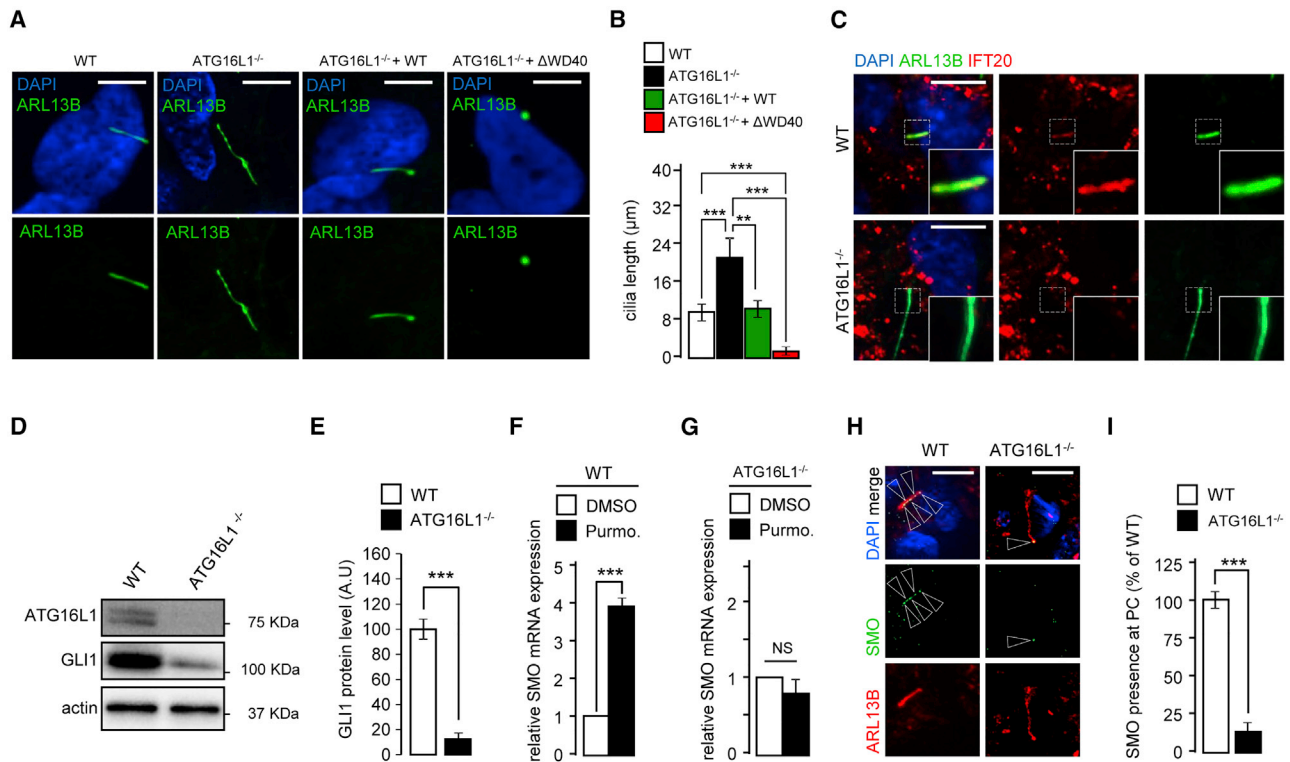 A
WT
ATG16L1-/-
ATG16L1-/- + WT
ATG16L1-/- + ΔWD40
DAPI
ARL13B
DAPI
ARL13B
DAPI
ARL13B
DAPI
ARL13B
ARL13B
ARL13B
ARL13B
ARL13B
B
WT
ATG16L1-/-
ATG16L1-/- + WT
ATG16L1-/- + ΔWD40
cilia length (µm)
40
32
24
16
8
0
***
***
***
**
C
DAPI ARL13B IFT20
WT
ATG16L1-/-
D
WT
ATG16L1-/-
ATG16L1
75 KDa
GLI1
100 KDa
actin
37 KDa
E
WT
ATG16L1-/-
GLI1 protein level (A.U)
160
140
120
100
80
60
40
20
0
***
F
WT
DMSO
Purmo.
relative SMO mRNA expression
5
4
3
2
1
0
***
G
ATG16L1-/-
DMSO
Purmo.
relative SMO mRNA expression
2
1
0
NS
H
WT
ATG16L1-/-
DAPI merge
SMO
ARL13B
I
WT
ATG16L1-/-
SMO presence at PC (% of WT)
125
100
75
50
25
0
***